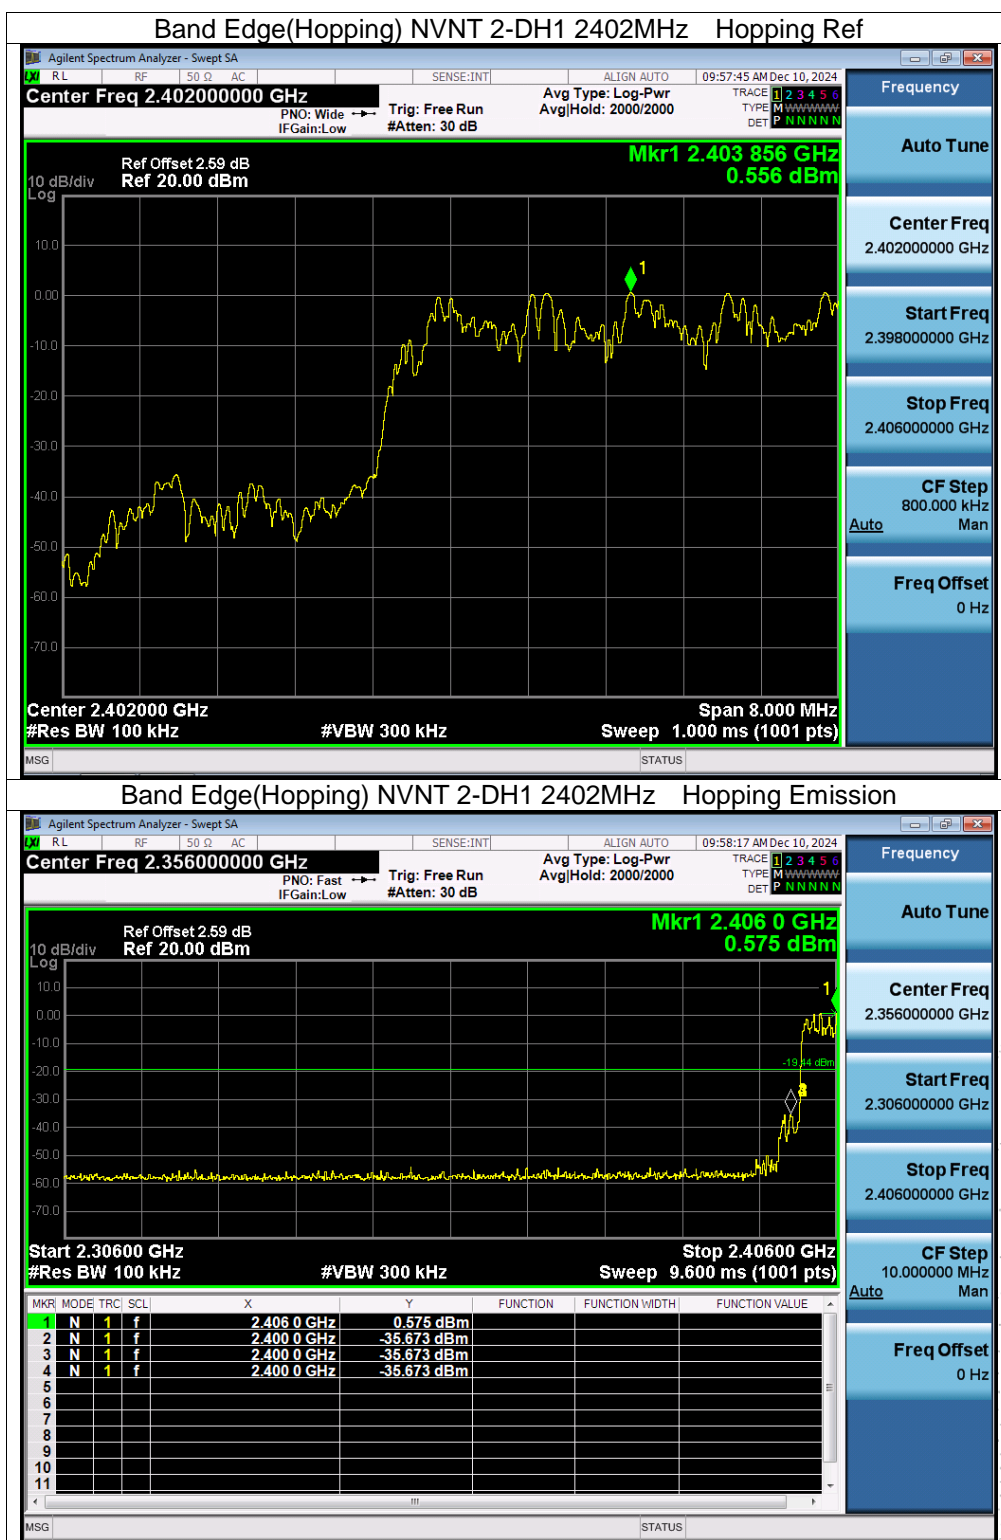 Band Edge(Hopping) NVNT 2-DH1 2402MHz Hopping Ref
Agilent Spectrum Analyzer - Swept SA
LXI RL RF 50 Ω AC SENSE:INT ALIGN AUTO 09:57:45 AM Dec 10, 2024
Center Freq 2.402000000 GHz
PNO: Wide
IFGain:Low
Trig: Free Run
#Atten: 30 dB
Avg Type: Log-Pwr
Avg|Hold: 2000/2000
TRACE 1 2 3 4 5 6
TYPE M WWWWW
DET P N N N N N
Mkr1 2.403 856 GHz
0.556 dBm
Ref Offset 2.59 dB
10 dB/div Ref 20.00 dBm
Log
10.0
0.00
-10.0
-20.0
-30.0
-40.0
-50.0
-60.0
-70.0
1
Center 2.402000 GHz Span 8.000 MHz
#Res BW 100 kHz #VBW 300 kHz Sweep 1.000 ms (1001 pts)
MSG STATUS
Frequency
Auto Tune
Center Freq
2.402000000 GHz
Start Freq
2.398000000 GHz
Stop Freq
2.406000000 GHz
CF Step
800.000 kHz
Auto Man
Freq Offset
0 Hz
Band Edge(Hopping) NVNT 2-DH1 2402MHz Hopping Emission
Agilent Spectrum Analyzer - Swept SA
LXI RL RF 50 Ω AC SENSE:INT ALIGN AUTO 09:58:17 AM Dec 10, 2024
Center Freq 2.356000000 GHz
PNO: Fast
IFGain:Low
Trig: Free Run
#Atten: 30 dB
Avg Type: Log-Pwr
Avg|Hold: 2000/2000
TRACE 1 2 3 4 5 6
TYPE M WWWWW
DET P N N N N N
Mkr1 2.406 0 GHz
0.575 dBm
Ref Offset 2.59 dB
10 dB/div Ref 20.00 dBm
Log
10.0
0.00
-10.0
-20.0
-30.0
-40.0
-50.0
-60.0
-70.0
1
-19.44 dBm
Start 2.30600 GHz Stop 2.40600 GHz
#Res BW 100 kHz #VBW 300 kHz Sweep 9.600 ms (1001 pts)
MKR MODE TRC SCL X Y FUNCTION FUNCTION WIDTH FUNCTION VALUE
1 N 1 f 2.406 0 GHz 0.575 dBm
2 N 1 f 2.400 0 GHz -35.673 dBm
3 N 1 f 2.400 0 GHz -35.673 dBm
4 N 1 f 2.400 0 GHz -35.673 dBm
5
6
7
8
9
10
11
MSG STATUS
Frequency
Auto Tune
Center Freq
2.356000000 GHz
Start Freq
2.306000000 GHz
Stop Freq
2.406000000 GHz
CF Step
10.000000 MHz
Auto Man
Freq Offset
0 Hz